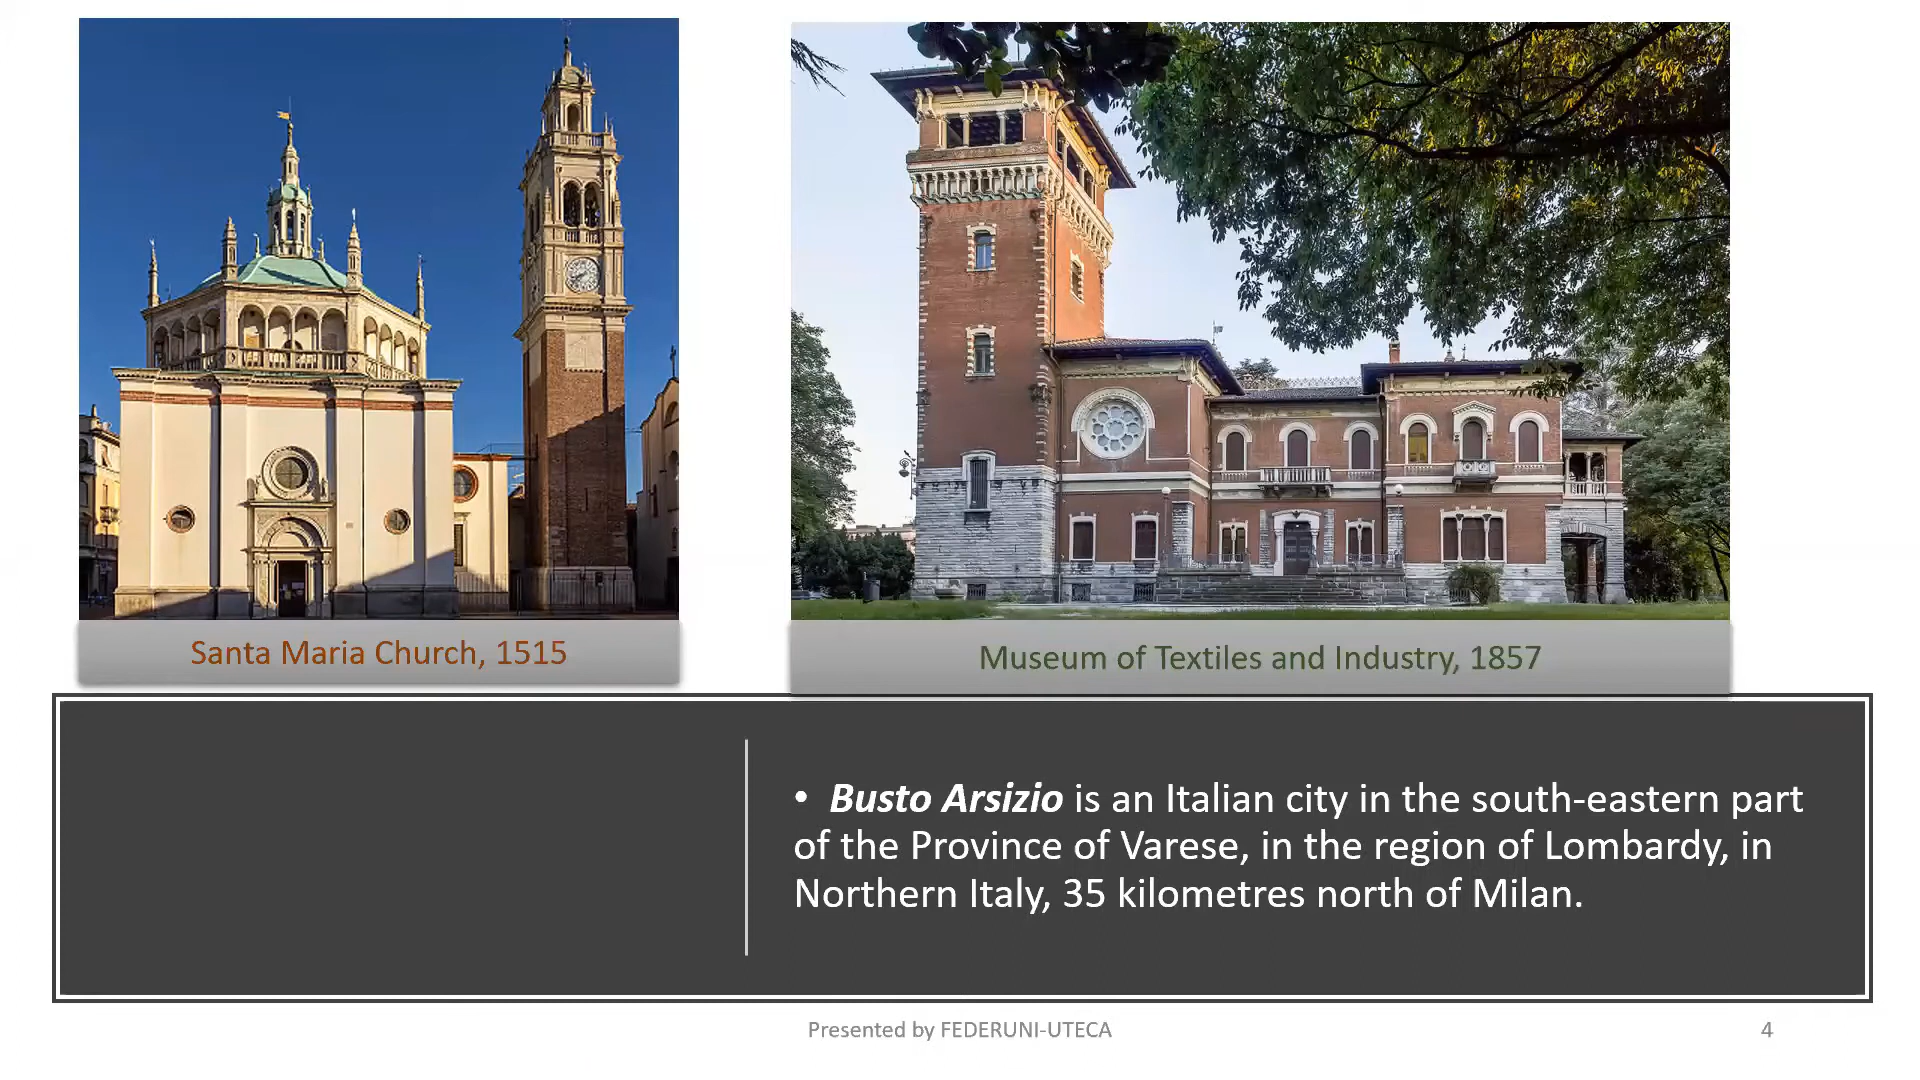 Santa Maria Church, 1515
Museum of Textiles and Industry, 1857
• Busto Arsizio is an Italian city in the south-eastern part
of the Province of Varese, in the region of Lombardy, in
Northern Italy, 35 kilometres north of Milan.
Presented by FEDERUNI-UTECA
4